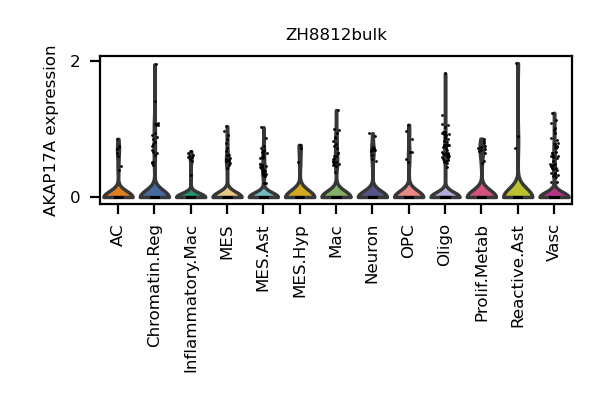 ZH8812bulk
AKAP17A expression
2
0
AC
Chromatin.Reg
Inflammatory.Mac
MES
MES.Ast
MES.Hyp
Mac
Neuron
OPC
Oligo
Prolif.Metab
Reactive.Ast
Vasc